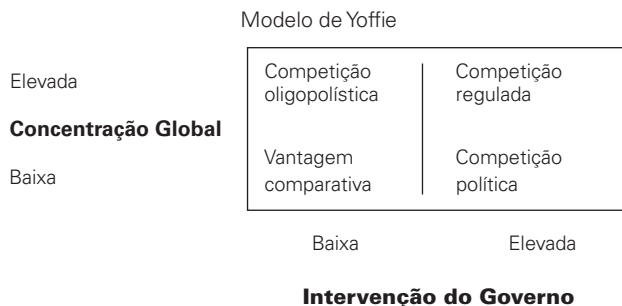 Modelo de Yoffie
Elevada
Competição oligopolística
Competição regulada
Concentração Global
Baixa
Vantagem comparativa
Competição política
Baixa
Elevada
Intervenção do Governo